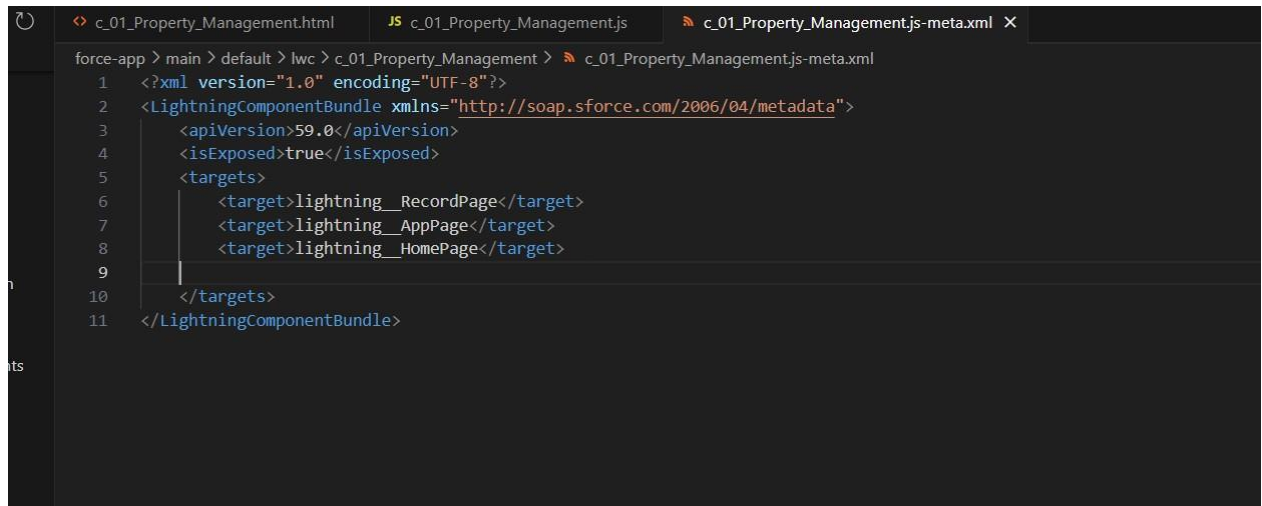 <> c_01_Property_Management.html JS c_01_Property_Management.js c_01_Property_Management.js-meta.xml ×
force-app > main > default > lwc > c_01_Property_Management > c_01_Property_Management.js-meta.xml
1 <?xml version="1.0" encoding="UTF-8"?>
2 <LightningComponentBundle xmlns="http://soap.sforce.com/2006/04/metadata">
3 <apiVersion>59.0</apiVersion>
4 <isExposed>true</isExposed>
5 <targets>
6 <target>lightning__RecordPage</target>
7 <target>lightning__AppPage</target>
8 <target>lightning__HomePage</target>
9
10 </targets>
11 </LightningComponentBundle>